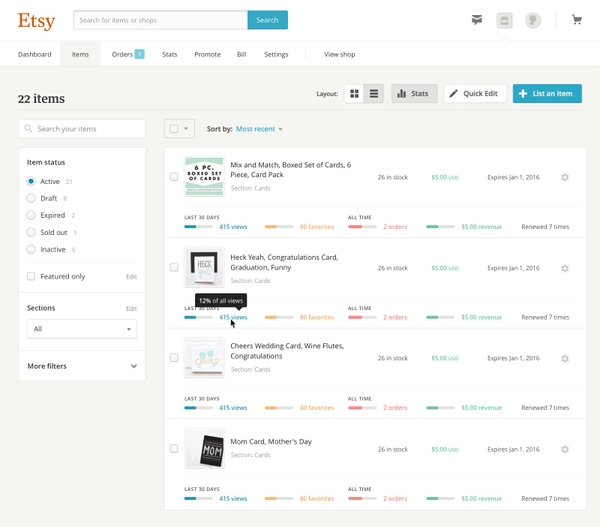 Etsy
Search for items or shops
Search
Dashboard Items Orders 1 Stats Promote Bill Settings View shop
22 items
Layout: Stats Quick Edit + List an Item
Search your items
Sort by: Most recent
Item status
Active 21
Draft 8
Expired 2
Sold out 1
Inactive 6
Featured only Edit
Sections Edit
All
More filters
6 PC.
BOXED SET
OF CARDS
Mix and Match, Boxed Set of Cards, 6
Piece, Card Pack
Section: Cards
26 in stock $5.00 USD Expires Jan 1, 2016
LAST 30 DAYS ALL TIME
415 views 80 favorites 2 orders $5.00 revenue Renewed 7 times
HECK
Heck Yeah, Congratulations Card,
Graduation, Funny
Section: Cards
26 in stock $5.00 USD Expires Jan 1, 2016
12% of all views
LAST 30 DAYS ALL TIME
415 views 80 favorites 2 orders $5.00 revenue Renewed 7 times
Cheers Wedding Card, Wine Flutes,
Congratulations
Section: Cards
26 in stock $5.00 USD Expires Jan 1, 2016
LAST 30 DAYS ALL TIME
415 views 80 favorites 2 orders $5.00 revenue Renewed 7 times
MOM
Mom Card, Mother's Day
Section: Cards
26 in stock $5.00 USD Expires Jan 1, 2016
LAST 30 DAYS ALL TIME
415 views 80 favorites 2 orders $5.00 revenue Renewed 7 times